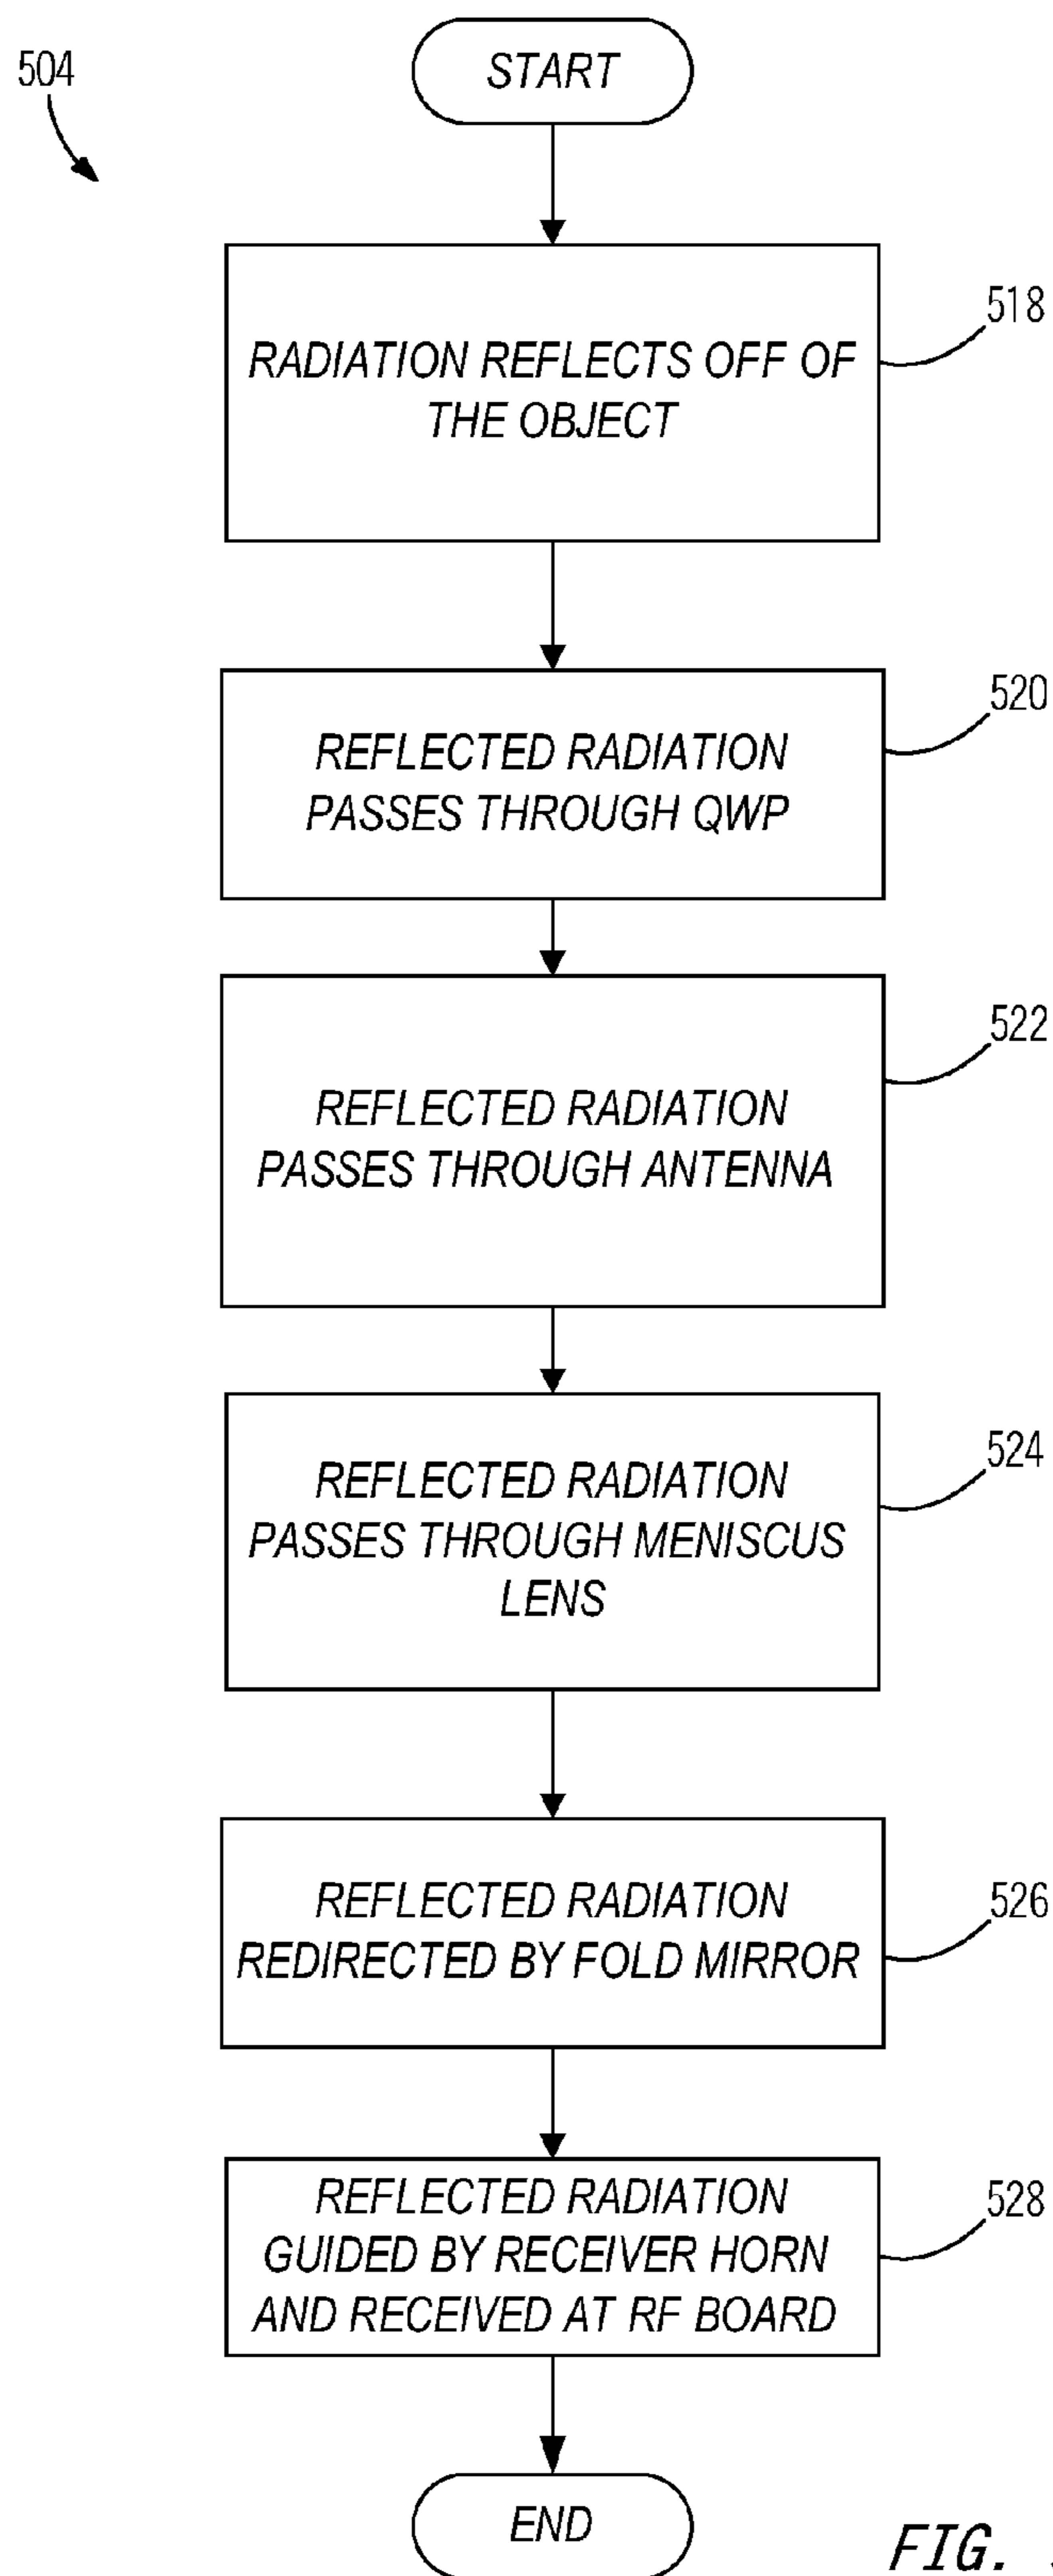 504
START
518
RADIATION REFLECTS OFF OF
THE OBJECT
520
REFLECTED RADIATION
PASSES THROUGH QWP
522
REFLECTED RADIATION
PASSES THROUGH ANTENNA
524
REFLECTED RADIATION
PASSES THROUGH MENISCUS
LENS
526
REFLECTED RADIATION
REDIRECTED BY FOLD MIRROR
528
REFLECTED RADIATION
GUIDED BY RECEIVER HORN
AND RECEIVED AT RF BOARD
END
FIG.